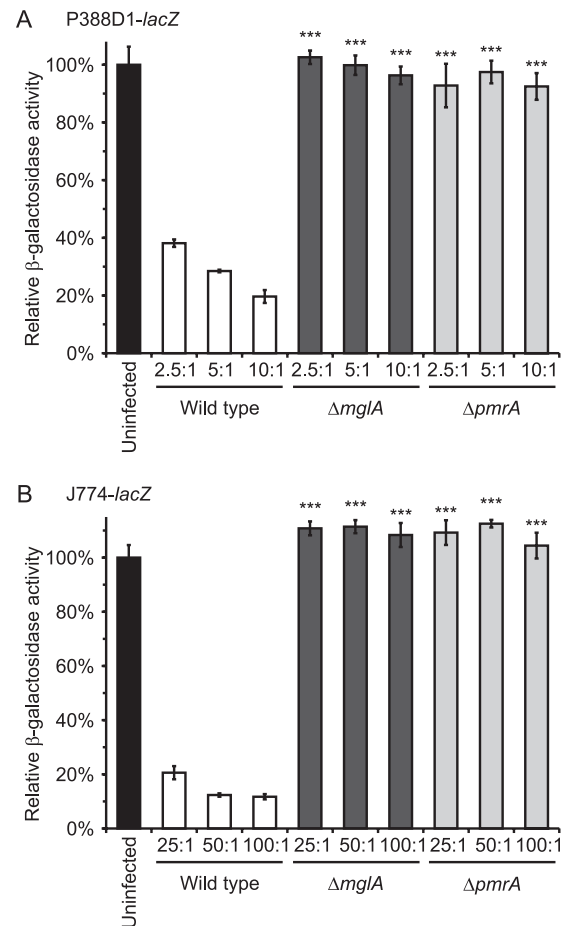 A P388D1-lacZ
Relative β-galactosidase activity
100%
80%
60%
40%
20%
0%
*** *** *** *** *** ***
Uninfected
2.5:1 5:1 10:1 2.5:1 5:1 10:1 2.5:1 5:1 10:1
Wild type ΔmglA ΔpmrA
B J774-lacZ
Relative β-galactosidase activity
100%
80%
60%
40%
20%
0%
*** *** *** *** *** ***
Uninfected
25:1 50:1 100:1 25:1 50:1 100:1 25:1 50:1 100:1
Wild type ΔmglA ΔpmrA